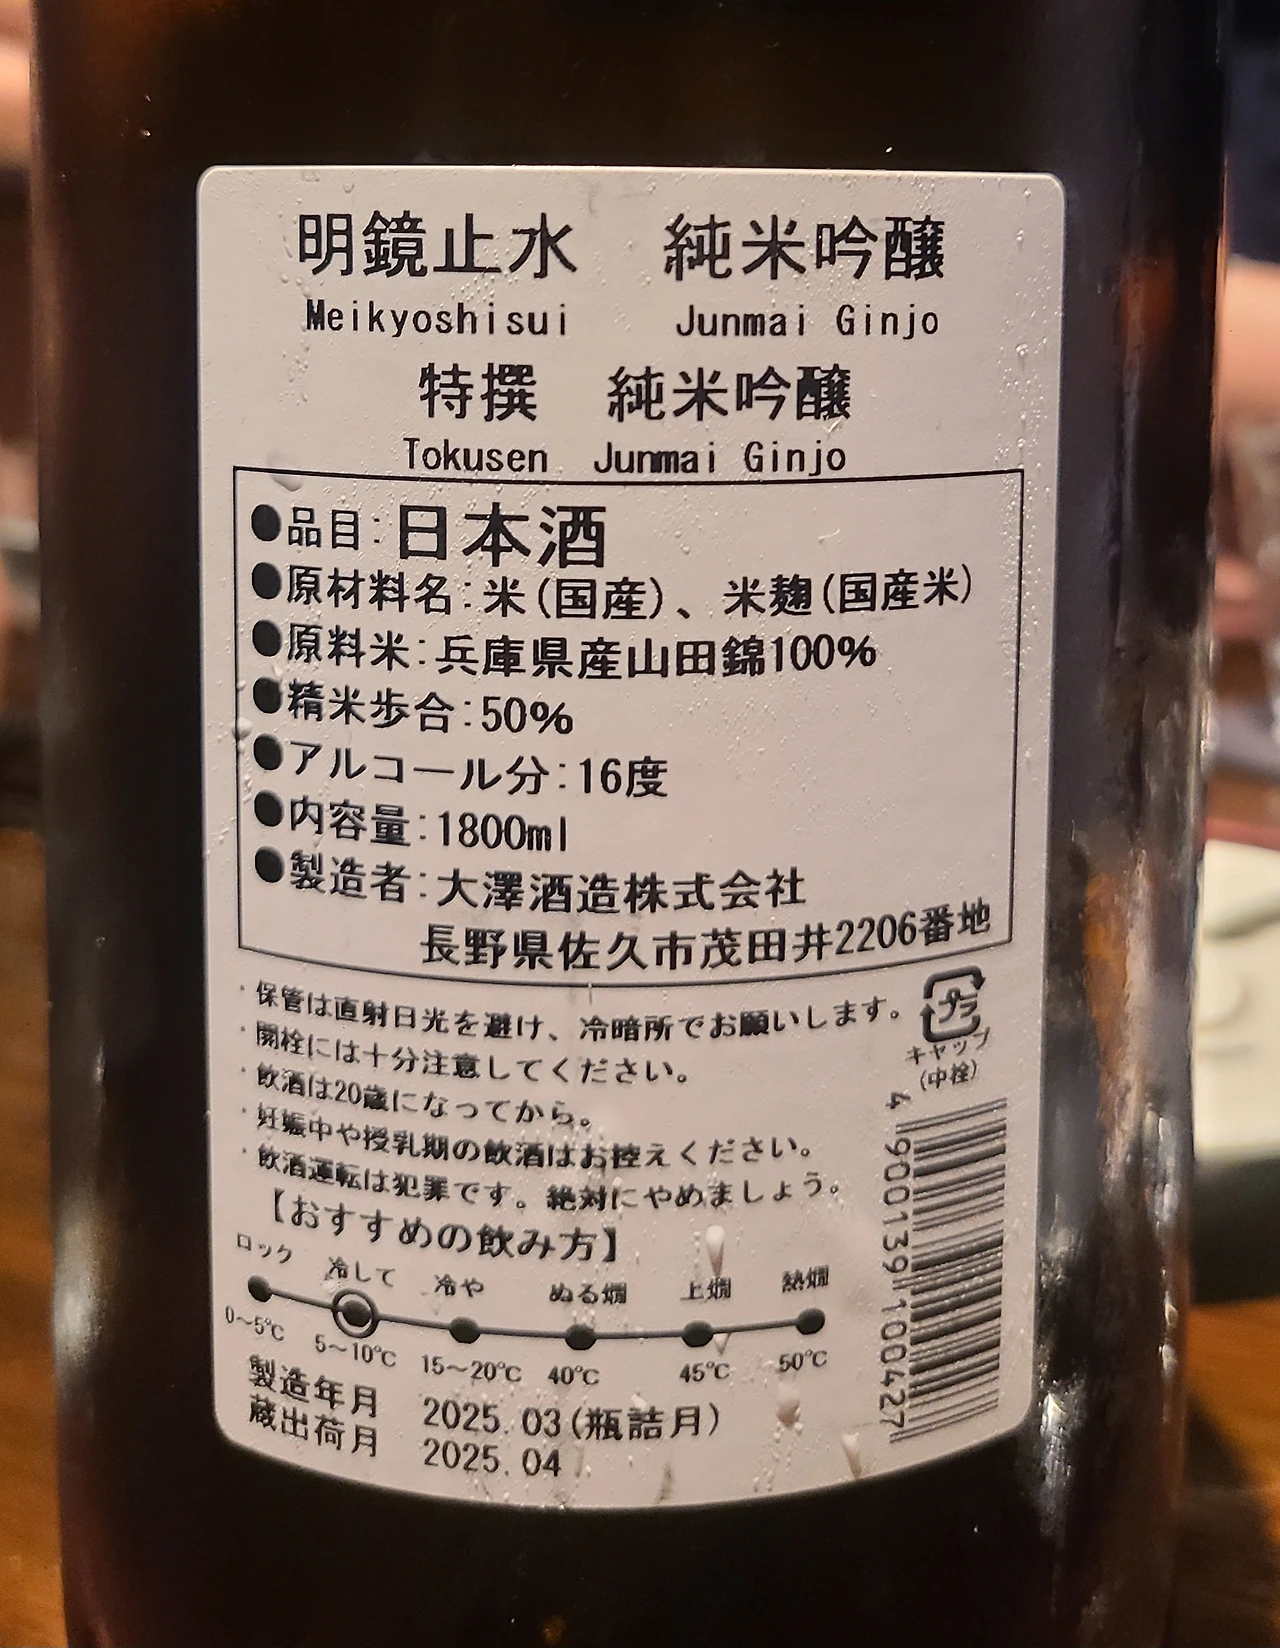 明鏡止水　純米吟醸
Meikyoshisui　Junmai Ginjo
特撰　純米吟醸
Tokusen　Junmai Ginjo
●品目:日本酒
●原材料名:米(国産)、米麹(国産米)
●原料米:兵庫県産山田錦100%
●精米歩合:50%
●アルコール分:16度
●内容量:1800ml
●製造者:大澤酒造株式会社
長野県佐久市茂田井2206番地
・保管は直射日光を避け、冷暗所でお願いします。
・開栓には十分注意してください。
・飲酒は20歳になってから。
・妊娠中や授乳期の飲酒はお控えください。
・飲酒運転は犯罪です。絶対にやめましょう。
プラ
キャップ
(中栓)
【おすすめの飲み方】
ロック　冷して　冷や　ぬる燗　上燗　熱燗
0～5℃　5～10℃　15～20℃　40℃　45℃　50℃
製造年月　2025.03(瓶詰月)
蔵出荷月　2025.04
4 900139 100427